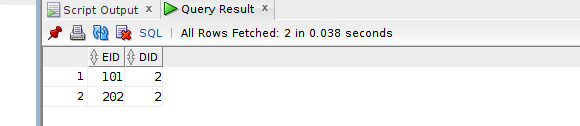 Script Output x Query Result x
SQL | All Rows Fetched: 2 in 0.038 seconds
EID DID
1 101 2
2 202 2